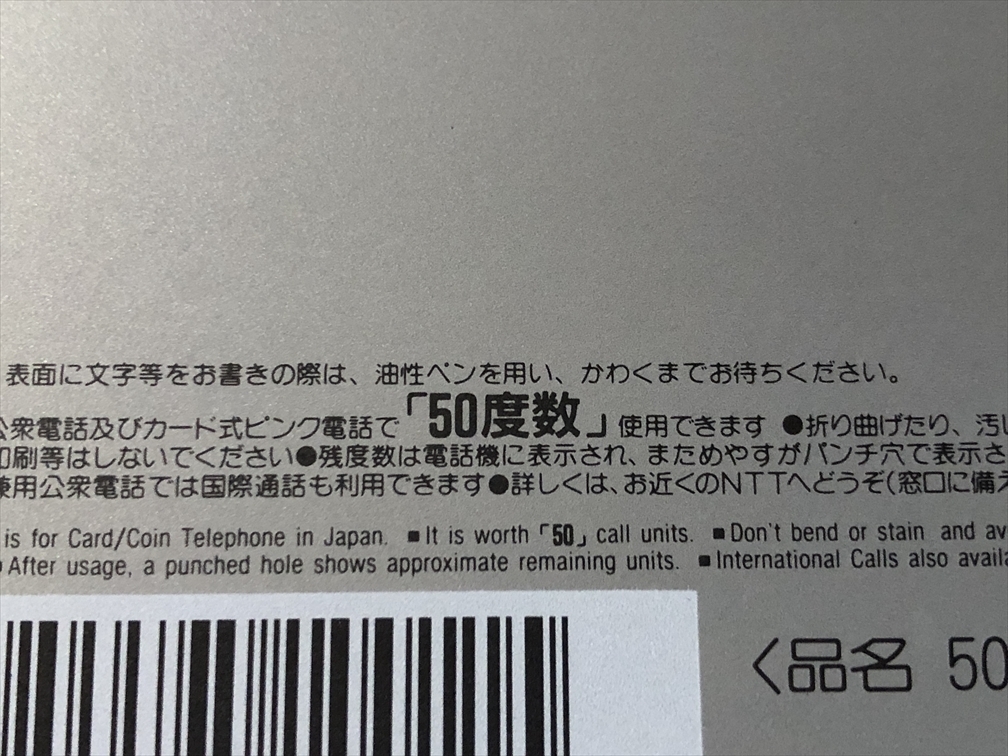 表面に文字等をお書きの際は、油性ペンを用い、かわくまでお待ちください。
公衆電話及びカード式ピンク電話で「50度数」使用できます ●折り曲げたり、汚
印刷等はしないでください●残度数は電話機に表示され、まためやすがパンチ穴で表示さ
兼用公衆電話では国際通話も利用できます●詳しくは、お近くのNTTへどうぞ(窓口に備え
is for Card/Coin Telephone in Japan. ■It is worth「50」call units. ■Don't bend or stain and av
■After usage, a punched hole shows approximate remaining units. ■International Calls also availa
〈品名 50